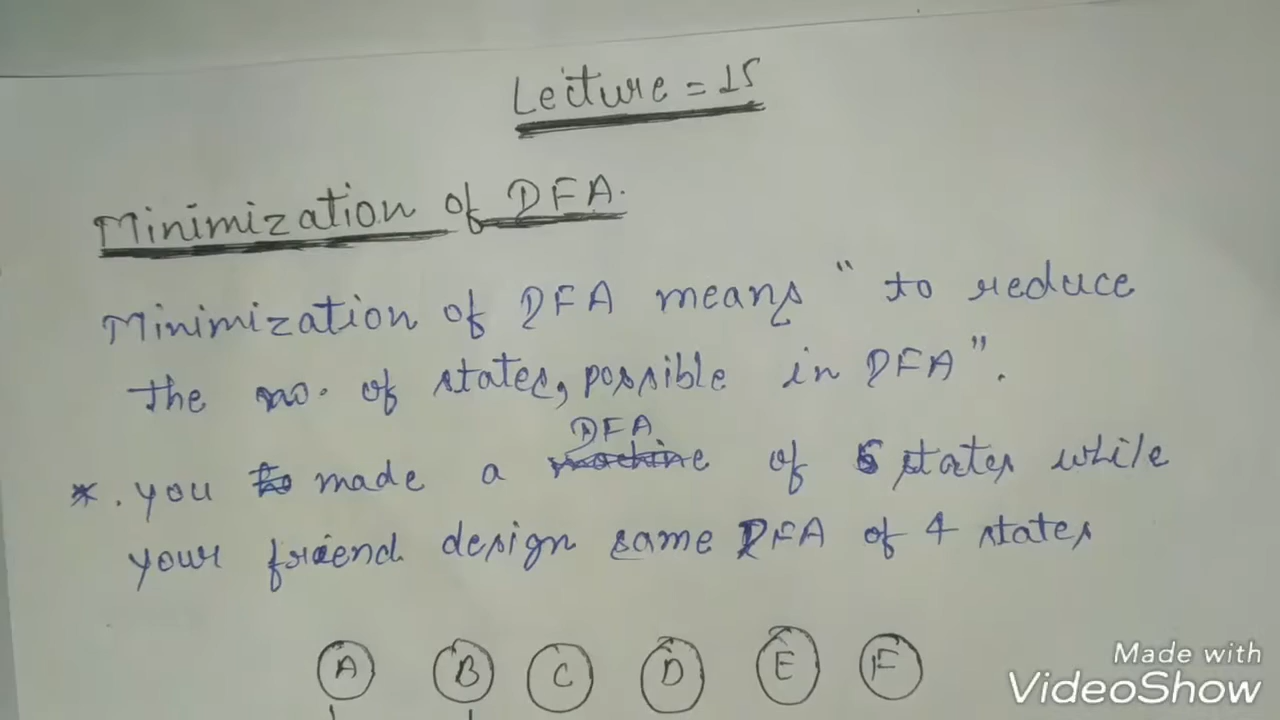 Lecture = 15
Minimization of DFA.
Minimization of DFA means " to reduce
the no. of states, possible in DFA".
DFA
*. you made a machine of 5 states while
your friend design same DFA of 4 states
A B C D E F
Made with
VideoShow